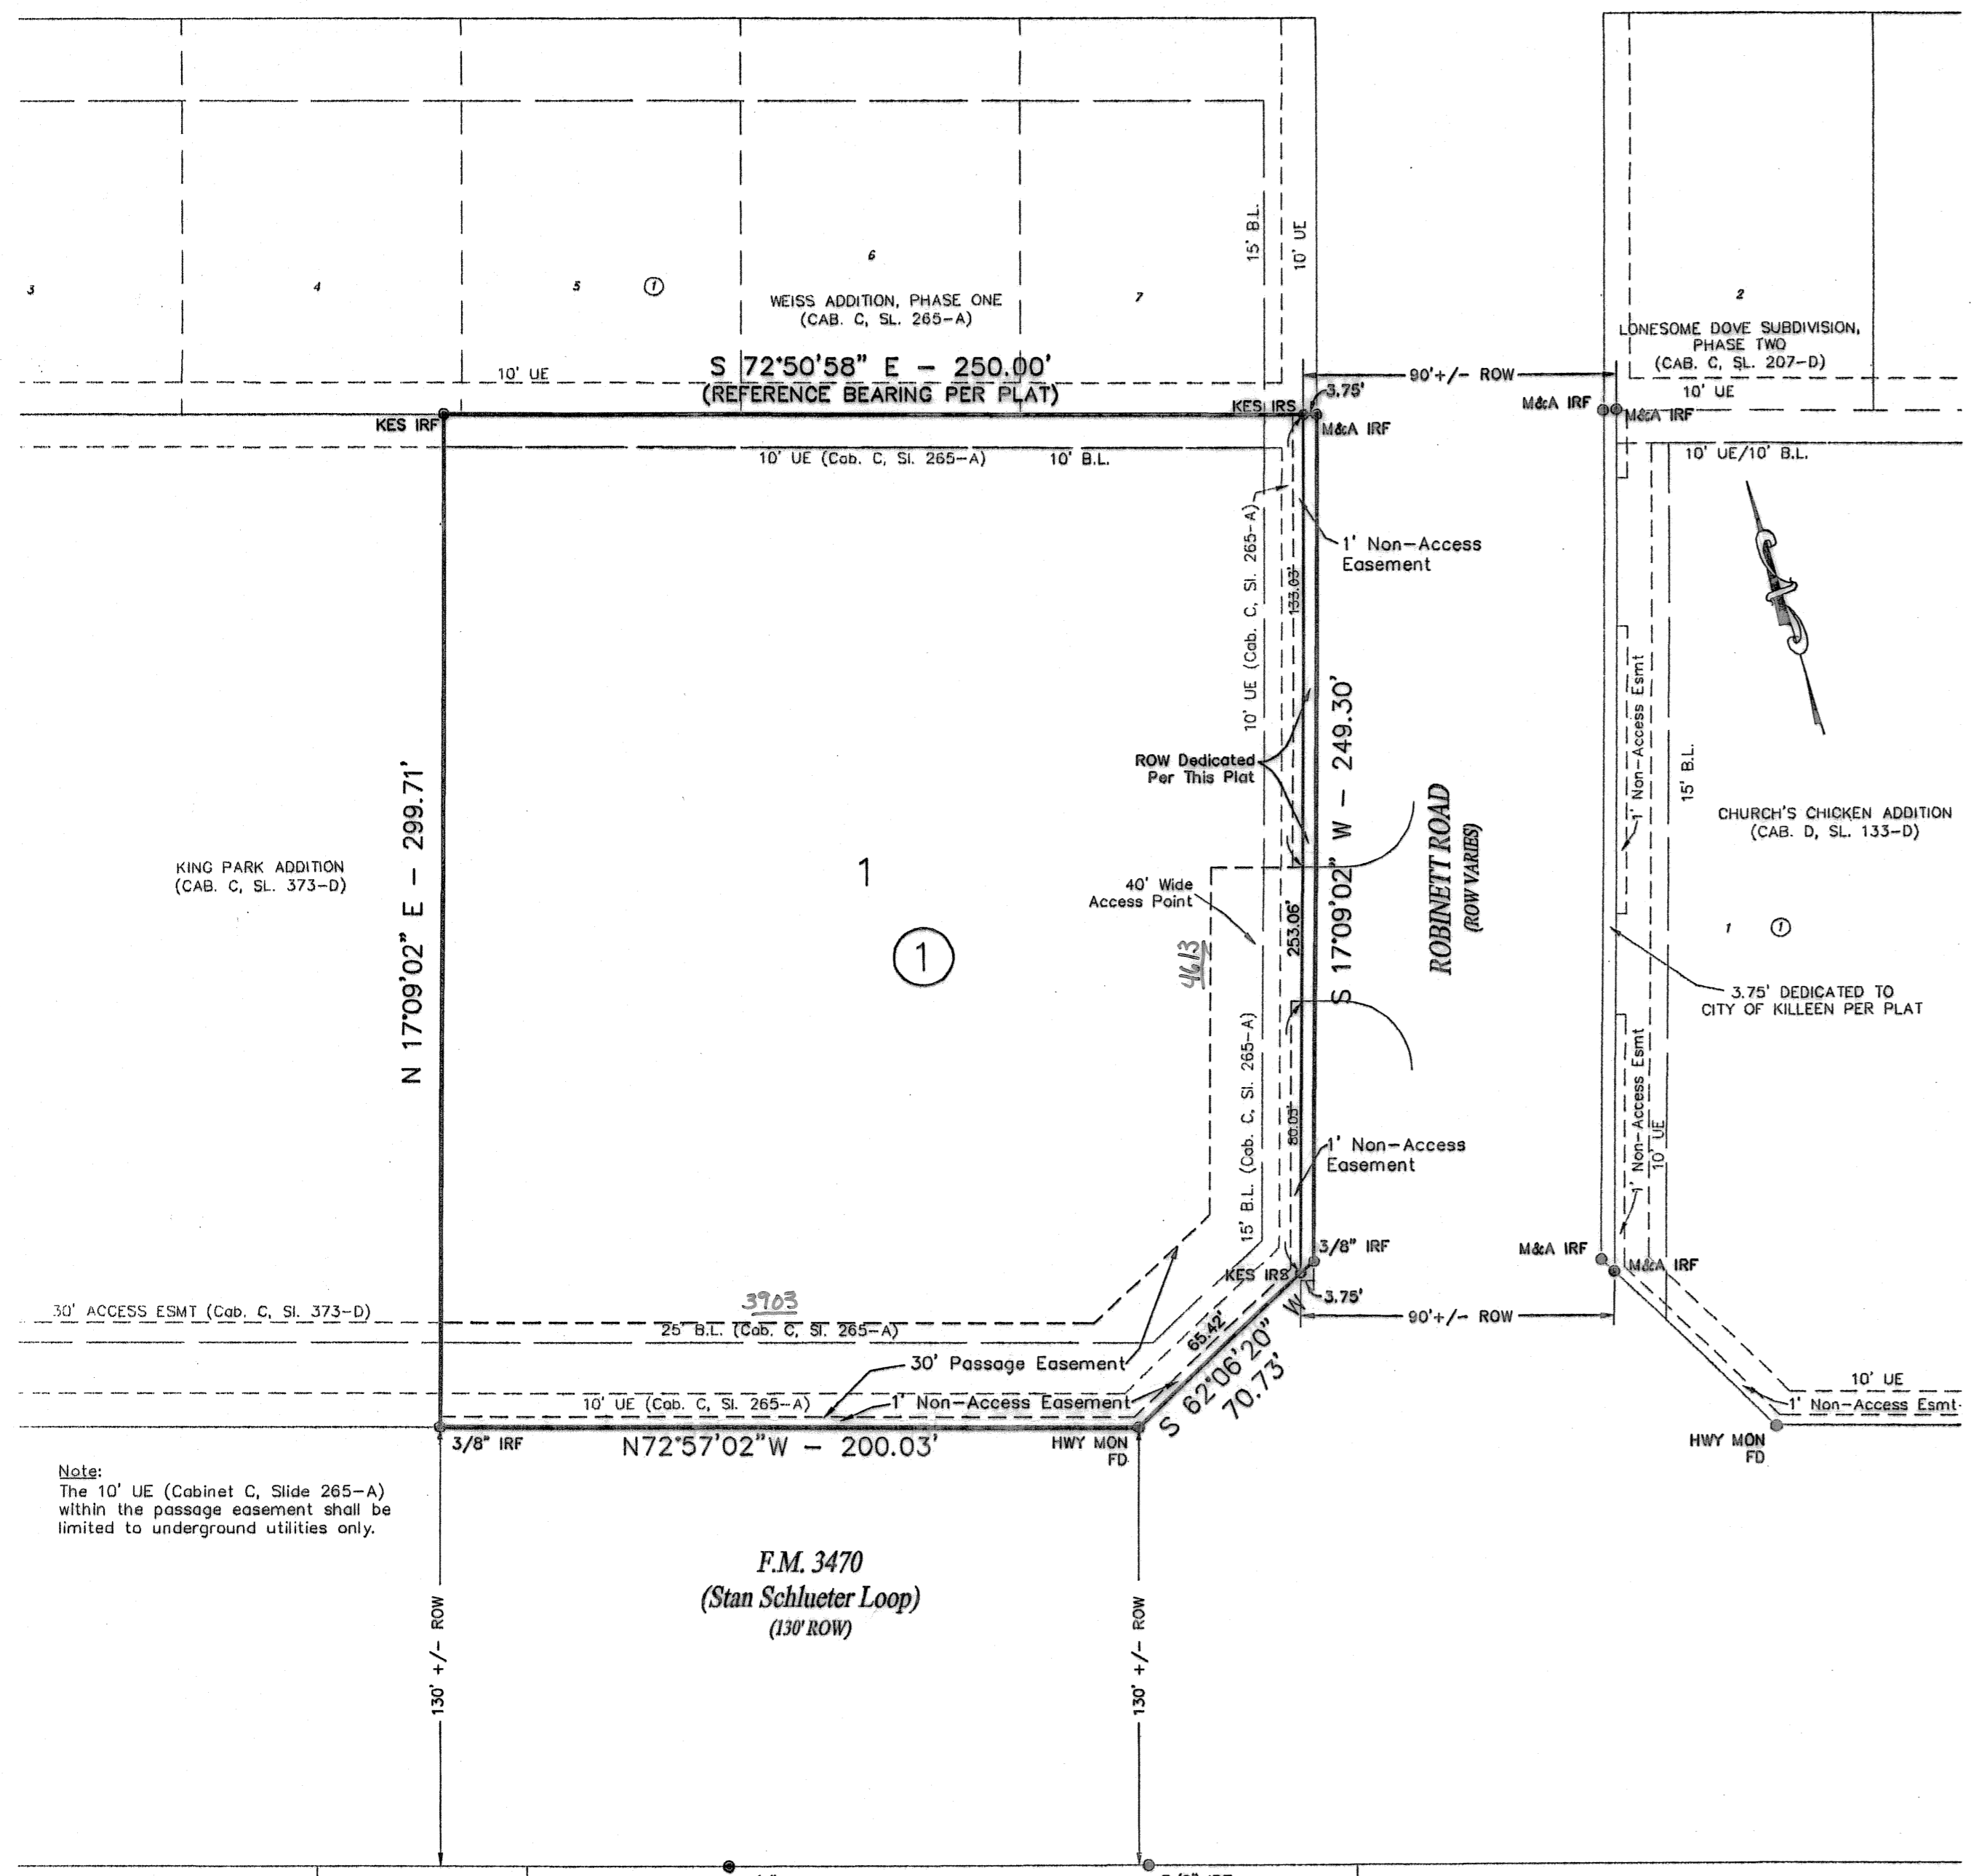 3
4
5
1
6
7
WEISS ADDITION, PHASE ONE
(CAB. C, SL. 265-A)
15' B.L.
10' UE
2
LONESOME DOVE SUBDIVISION,
PHASE TWO
(CAB. C, SL. 207-D)
10' UE
10' UE
S 72°50'58" E - 250.00'
(REFERENCE BEARING PER PLAT)
90'+/- ROW
3.75'
KES IRF
KES IRS
M&A IRF
M&A IRF
M&A IRF
10' UE (Cab. C, Sl. 265-A)
10' B.L.
10' UE/10' B.L.
10' UE (Cab. C, Sl. 265-A)
133.03'
1' Non-Access
Easement
N 17°09'02" E - 299.71'
KING PARK ADDITION
(CAB. C, SL. 373-D)
ROW Dedicated
Per This Plat
S 17°09'02" W - 249.30'
ROBINETT ROAD
(ROW VARIES)
1' Non-Access Esmt
15' B.L.
CHURCH'S CHICKEN ADDITION
(CAB. D, SL. 133-D)
1
1
40' Wide
Access Point
4613
253.06'
1
1
3.75' DEDICATED TO
CITY OF KILLEEN PER PLAT
15' B.L. (Cab. C, Sl. 265-A)
80.03'
1' Non-Access
Easement
1' Non-Access Esmt
10' UE
3/8" IRF
KES IRS
3.75'
90'+/- ROW
M&A IRF
M&A IRF
30' ACCESS ESMT (Cab. C, Sl. 373-D)
3903
25' B.L. (Cab. C, Sl. 265-A)
30' Passage Easement
65.42'
S 62°06'20" W
70.73'
10' UE (Cab. C, Sl. 265-A)
1' Non-Access Easement
10' UE
1' Non-Access Esmt
3/8" IRF
N72°57'02"W - 200.03'
HWY MON
FD
HWY MON
FD
Note:
The 10' UE (Cabinet C, Slide 265-A)
within the passage easement shall be
limited to underground utilities only.
F.M. 3470
(Stan Schlueter Loop)
(130' ROW)
130' +/- ROW
130' +/- ROW